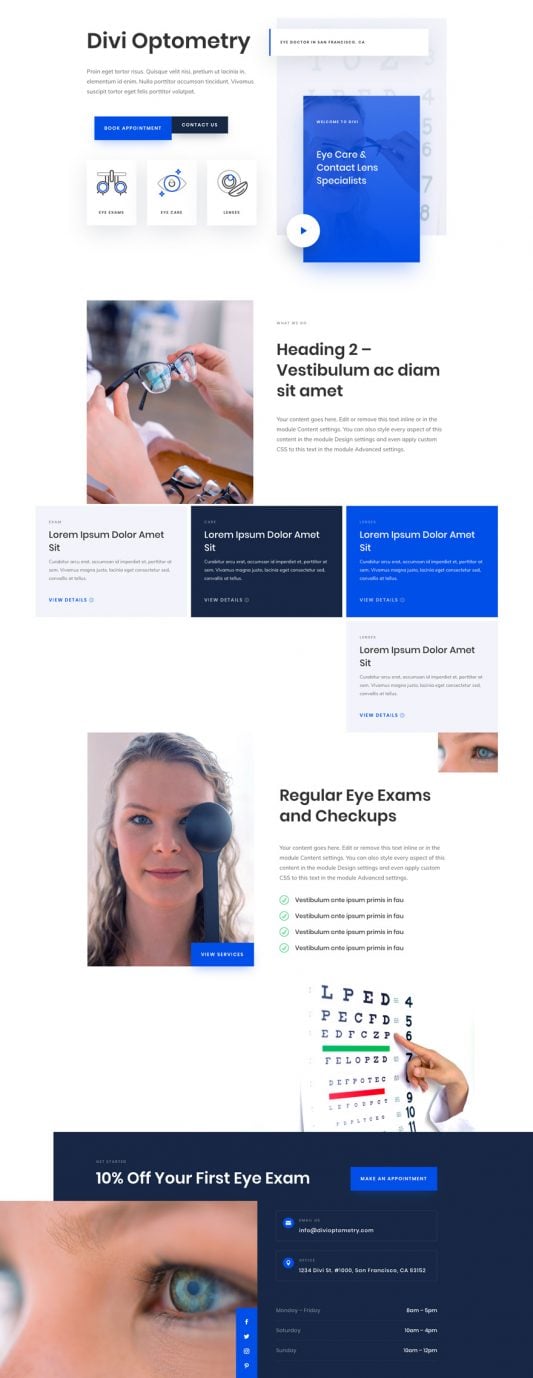 Divi Optometry
EYE DOCTOR IN SAN FRANCISCO, CA
Proin eget tortor risus. Quisque velit nisi, pretium ut lacinia in,
elementum id enim. Nulla porttitor accumsan tincidunt. Vivamus
suscipit tortor eget felis porttitor volutpat.
BOOK APPOINTMENT
CONTACT US
EYE EXAMS
EYE CARE
LENSES
WELCOME TO DIVI
Eye Care &
Contact Lens
Specialists
WHAT WE DO
Heading 2 –
Vestibulum ac diam
sit amet
Your content goes here. Edit or remove this text inline or in the
module Content settings. You can also style every aspect of this
content in the module Design settings and even apply custom
CSS to this text in the module Advanced settings.
EXAM
Lorem Ipsum Dolor Amet
Sit
Curabitur arcu erat, accumsan id imperdiet et, porttitor at
sem. Vivamus magna justo, lacinia eget consectetur sed,
convallis at tellus.
VIEW DETAILS
CARE
Lorem Ipsum Dolor Amet
Sit
Curabitur arcu erat, accumsan id imperdiet et, porttitor at
sem. Vivamus magna justo, lacinia eget consectetur sed,
convallis at tellus.
VIEW DETAILS
LENSES
Lorem Ipsum Dolor Amet
Sit
Curabitur arcu erat, accumsan id imperdiet et, porttitor at
sem. Vivamus magna justo, lacinia eget consectetur sed,
convallis at tellus.
VIEW DETAILS
LENSES
Lorem Ipsum Dolor Amet
Sit
Curabitur arcu erat, accumsan id imperdiet et, porttitor at
sem. Vivamus magna justo, lacinia eget consectetur sed,
convallis at tellus.
VIEW DETAILS
Regular Eye Exams
and Checkups
Your content goes here. Edit or remove this text inline or in the
module Content settings. You can also style every aspect of this
content in the module Design settings and even apply custom
CSS to this text in the module Advanced settings.
Vestibulum ante ipsum primis in fau
Vestibulum ante ipsum primis in fau
Vestibulum ante ipsum primis in fau
Vestibulum ante ipsum primis in fau
VIEW SERVICES
L P E D 4
P E C F D 5
E D F C Z P 6
F E L O P Z D 7
D E F P O T E C 8
9
10
11
GET STARTED
10% Off Your First Eye Exam
MAKE AN APPOINTMENT
EMAIL US
info@divioptometry.com
OFFICE
1234 Divi St. #1000, San Francisco, CA 93152
Monday – Friday 8am – 5pm
Saturday 10am – 4pm
Sunday 10am – 12pm